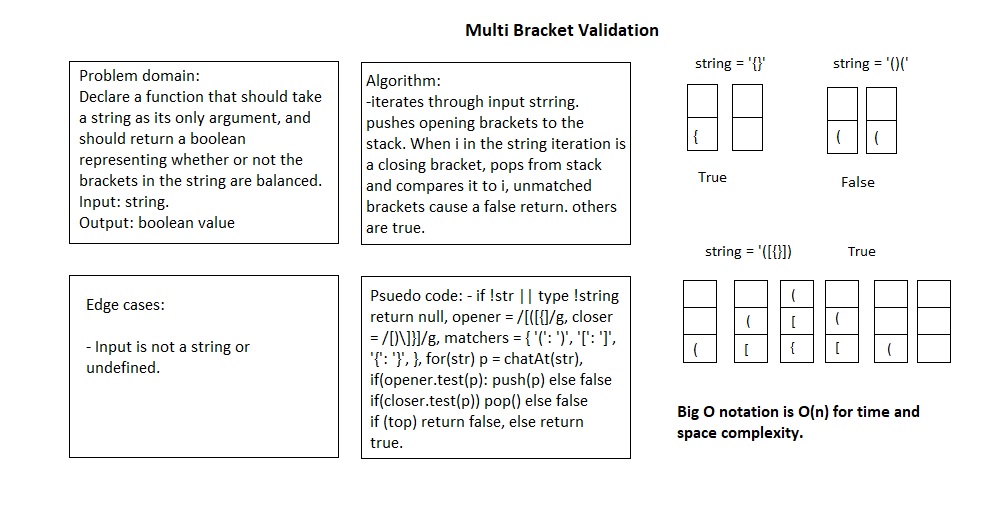 Multi Bracket Validation
Problem domain:
Declare a function that should take
a string as its only argument, and
should return a boolean
representing whether or not the
brackets in the string are balanced.
Input: string.
Output: boolean value
Algorithm:
-iterates through input strring.
pushes opening brackets to the
stack. When i in the string iteration is
a closing bracket, pops from stack
and compares it to i, unmatched
brackets cause a false return. others
are true.
string = '{}'
{
True
string = '()('
( (
False
Edge cases:
- Input is not a string or
undefined.
Psuedo code: - if !str || type !string
return null, opener = /[([{]/g, closer
= /[)\]}]/g, matchers = { '(': ')', '[': ']',
'{': '}', }, for(str) p = chatAt(str),
if(opener.test(p): push(p) else false
if(closer.test(p)) pop() else false
if (top) return false, else return
true.
string = '([{}])
True
(
( [ (
( [ { [ (
Big O notation is O(n) for time and
space complexity.